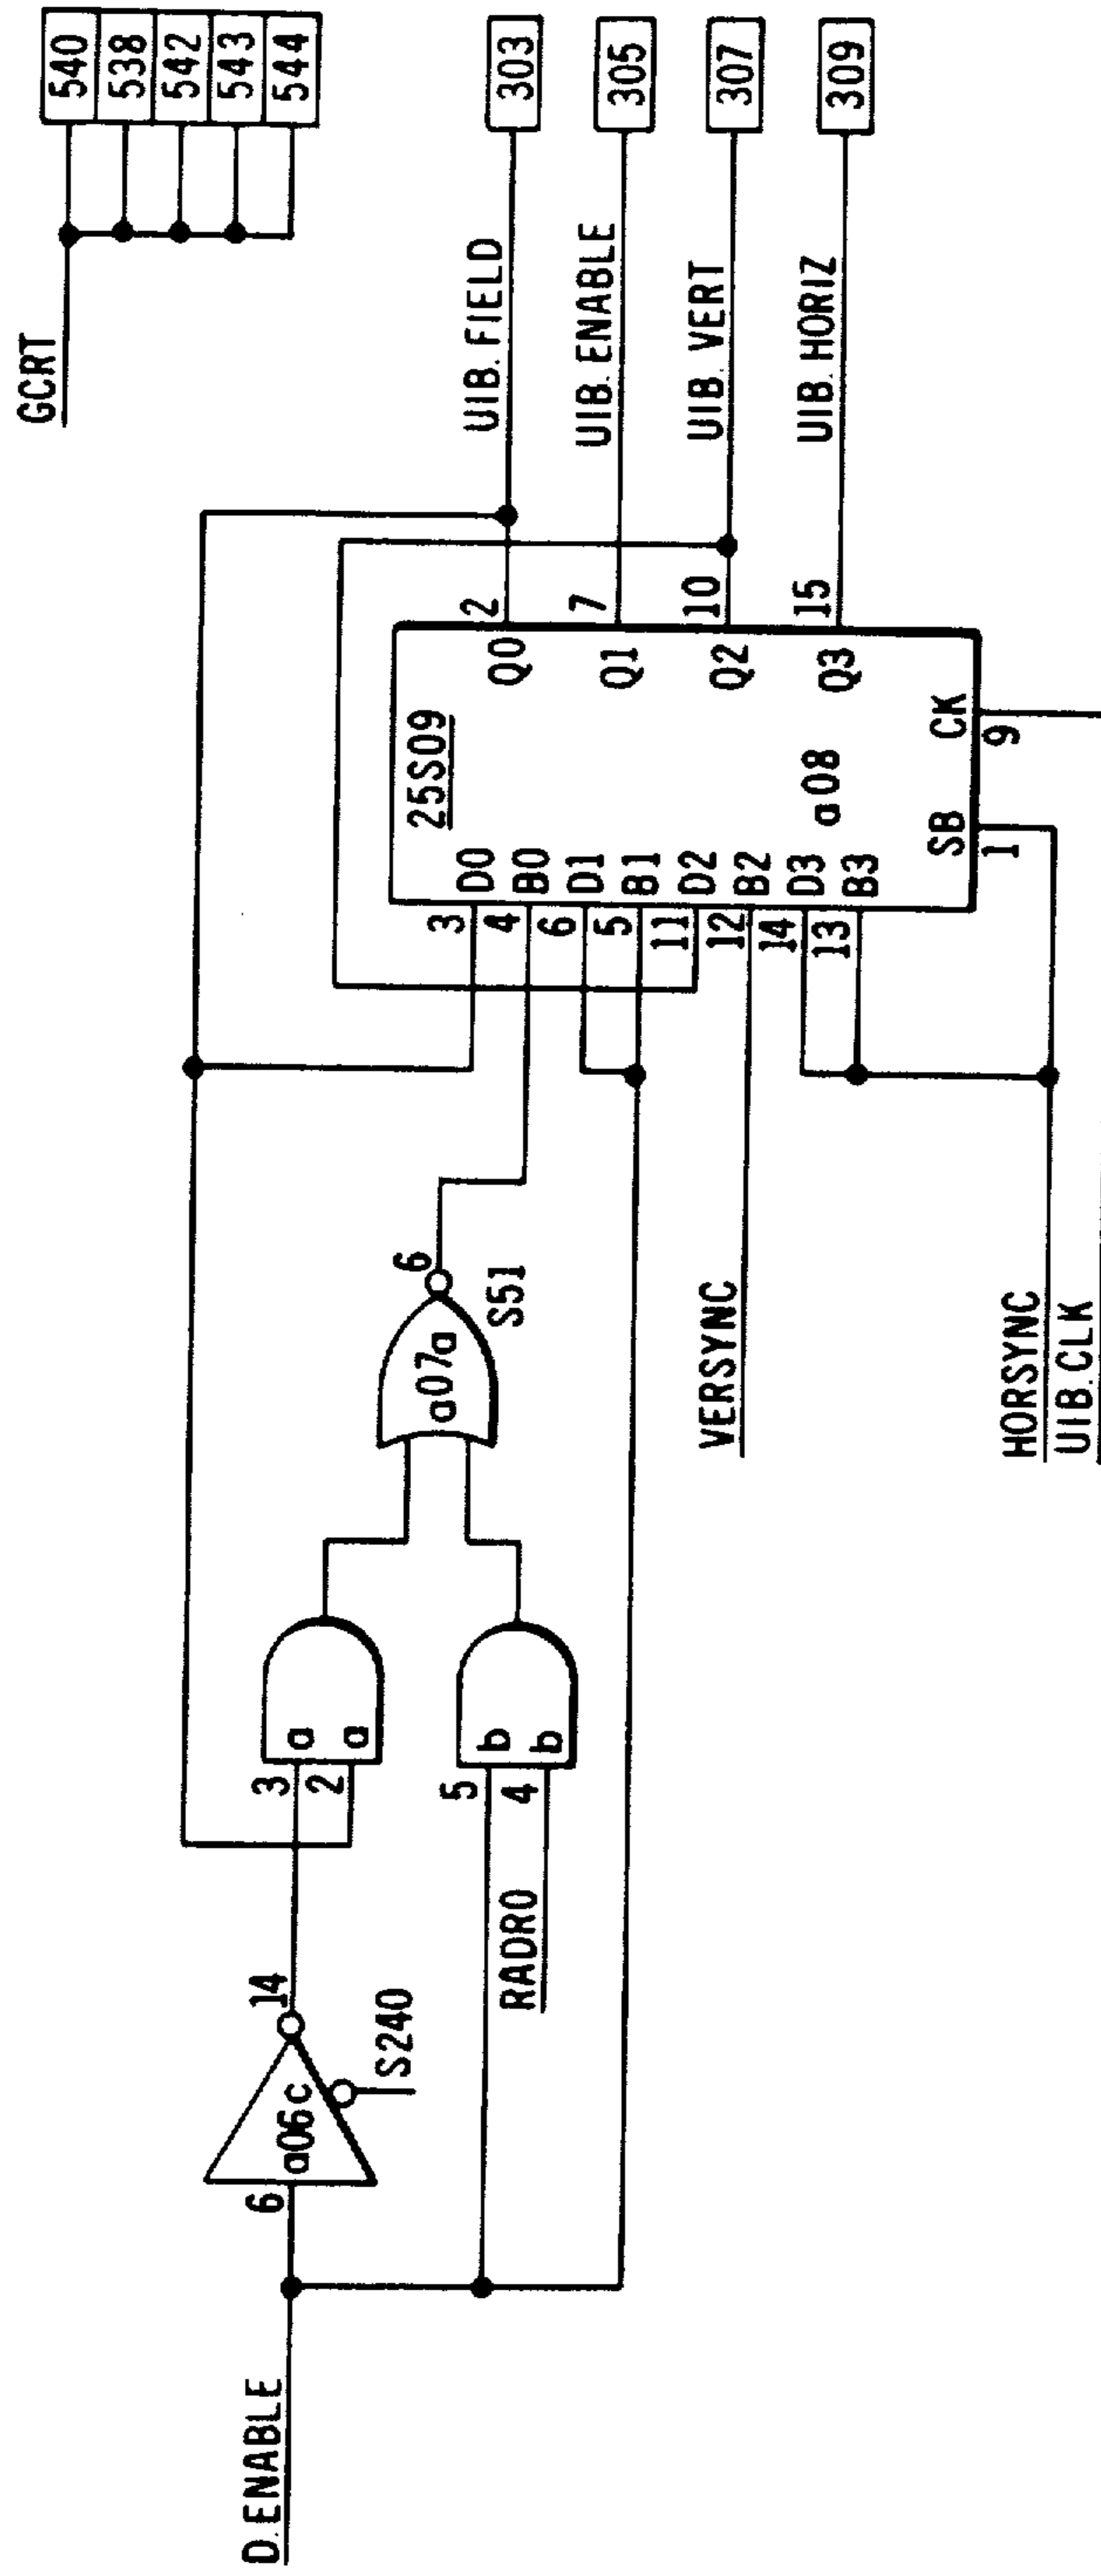 GCRT
540
538
542
543
544
UIB. FIELD
303
UIB. ENABLE
305
UIB. VERT
307
UIB. HORIZ
309
25S09
a08
3 D0
4 B0
6 D1
5 B1
11 D2
12 B2
14 D3
13 B3
Q0 2
Q1 7
Q2 10
Q3 15
SB 1
CK 9
D.ENABLE
6
a06c
14
S240
3 a
2 a
5 b
4 b
RADR0
a07a
6
S51
VERSYNC
HORSYNC
UIB.CLK